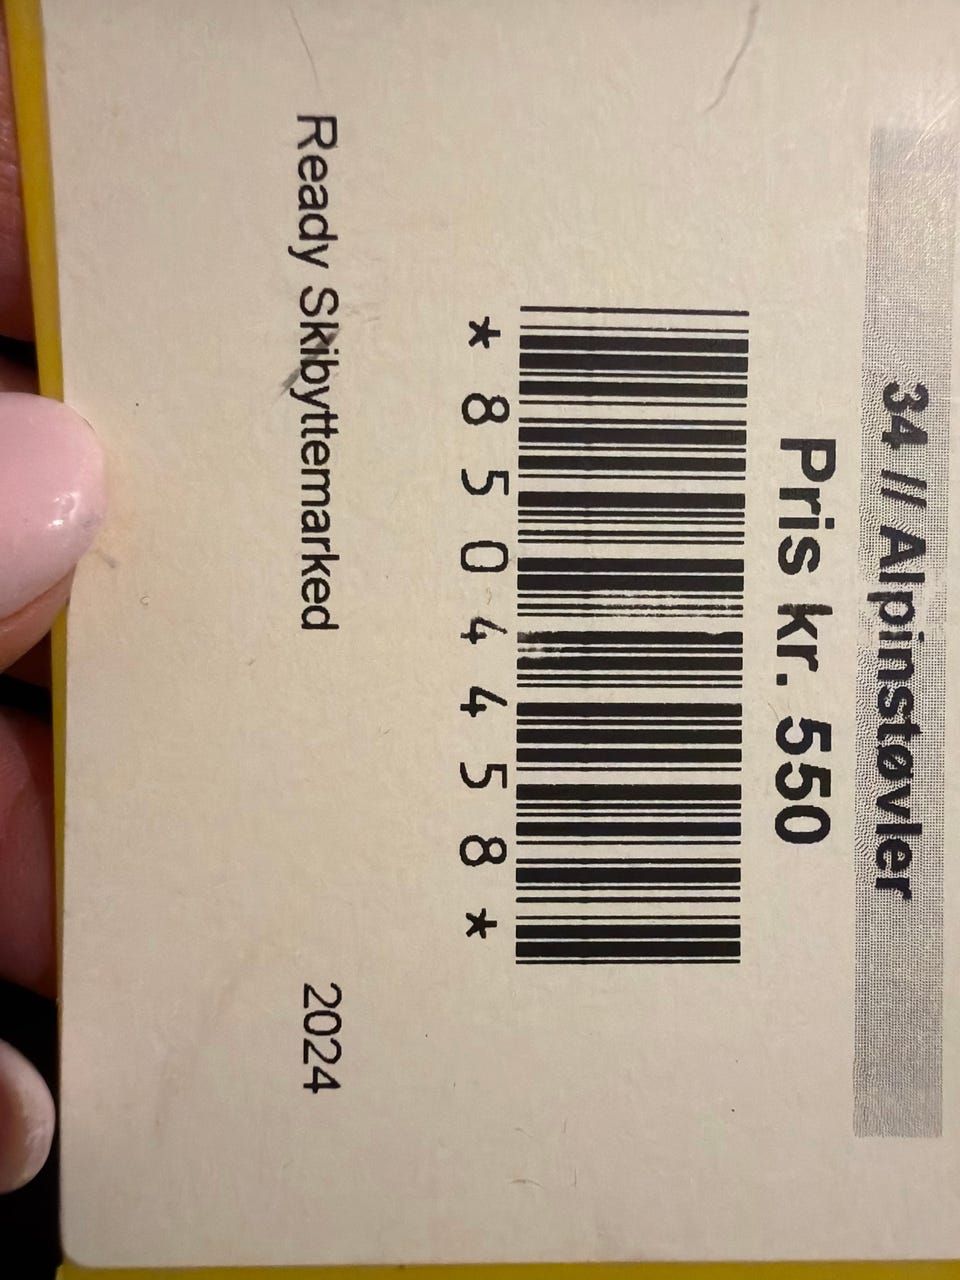 34 // Alpinstøvler
Pris kr. 550
*8504458*
Ready Skibyttemarked 2024